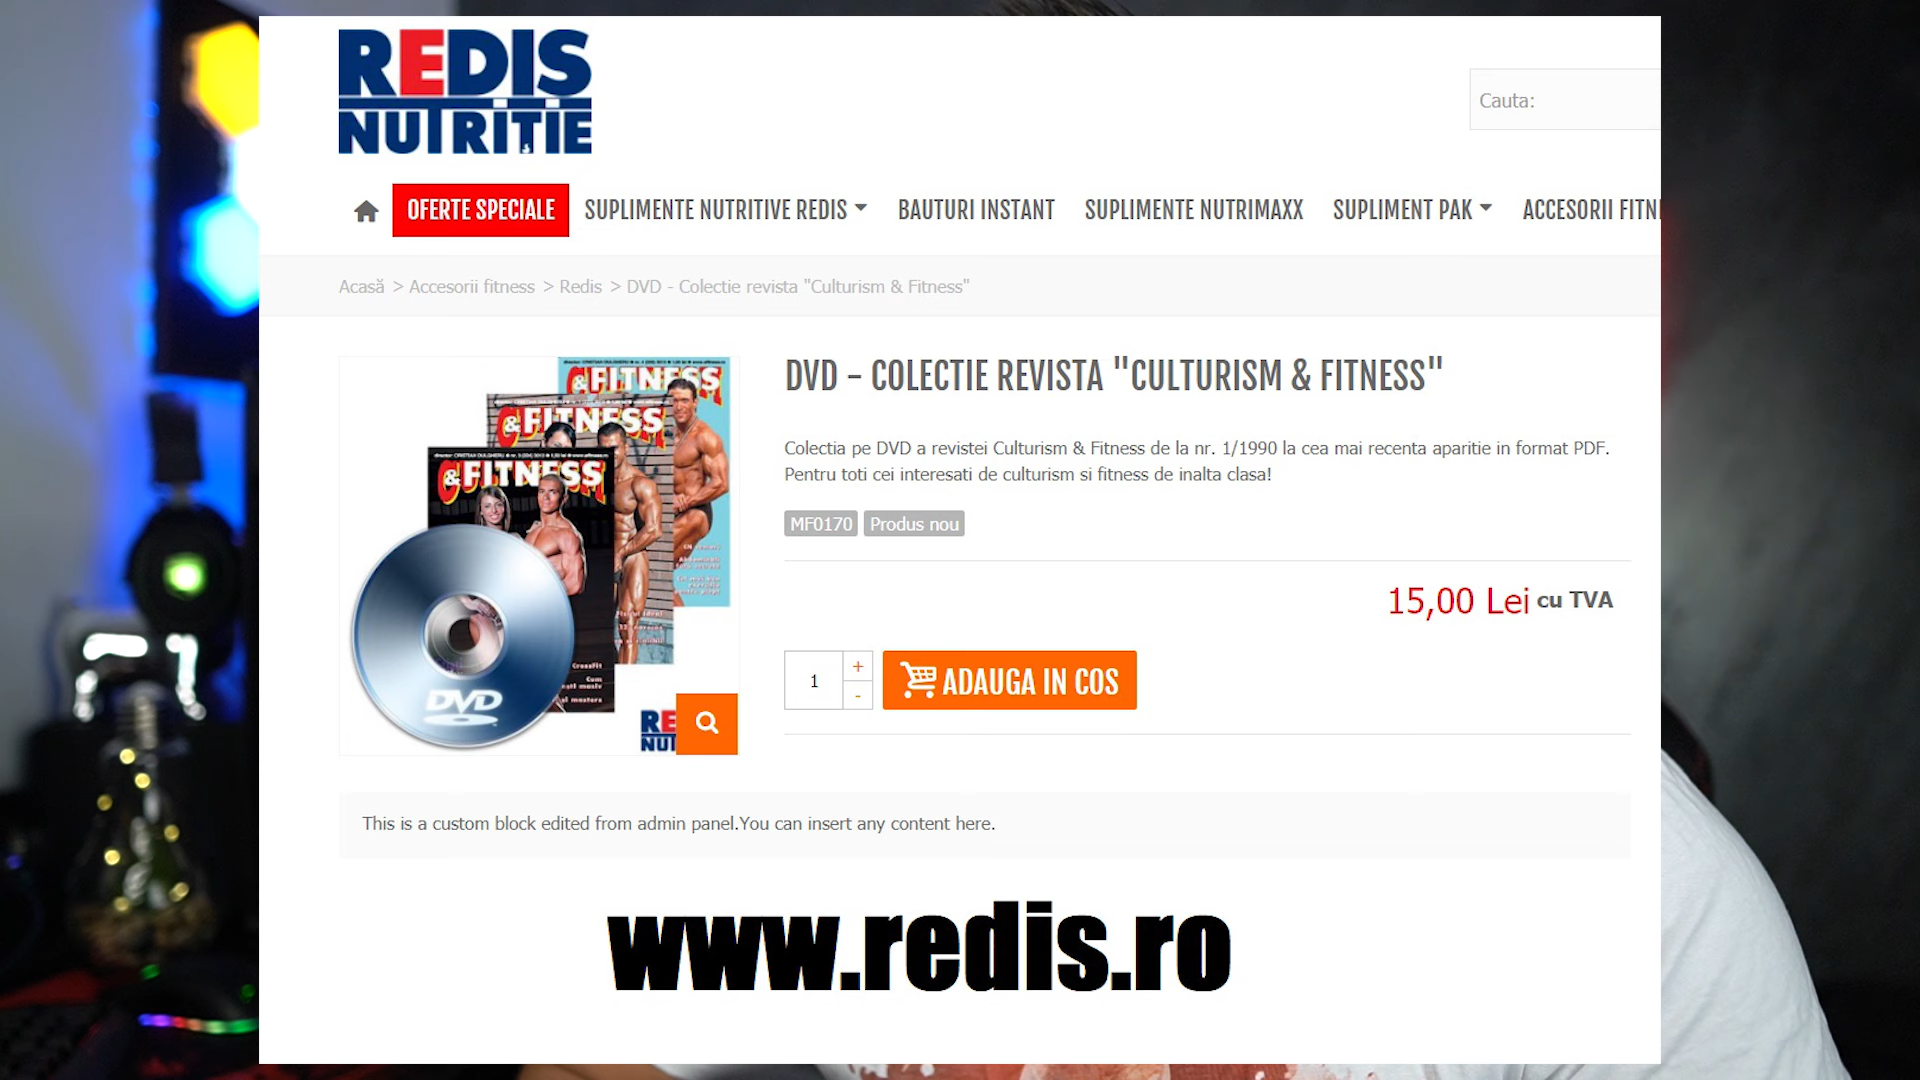 REDIS
NUTRITIE
Cauta:
OFERTE SPECIALE
SUPLIMENTE NUTRITIVE REDIS
BAUTURI INSTANT
SUPLIMENTE NUTRIMAXX
SUPLIMENT PAK
ACCESORII FITN
Acasă > Accesorii fitness > Redis > DVD - Colectie revista "Culturism & Fitness"
DVD - COLECTIE REVISTA "CULTURISM & FITNESS"
Colectia pe DVD a revistei Culturism & Fitness de la nr. 1/1990 la cea mai recenta aparitie in format PDF.
Pentru toti cei interesati de culturism si fitness de inalta clasa!
MF0170
Produs nou
15,00 Lei cu TVA
1
+
-
ADAUGA IN COS
C&FITNESS
C&FITNESS
C&FITNESS
CrossFit
Cum
DVD
RE
NUT
This is a custom block edited from admin panel.You can insert any content here.
www.redis.ro